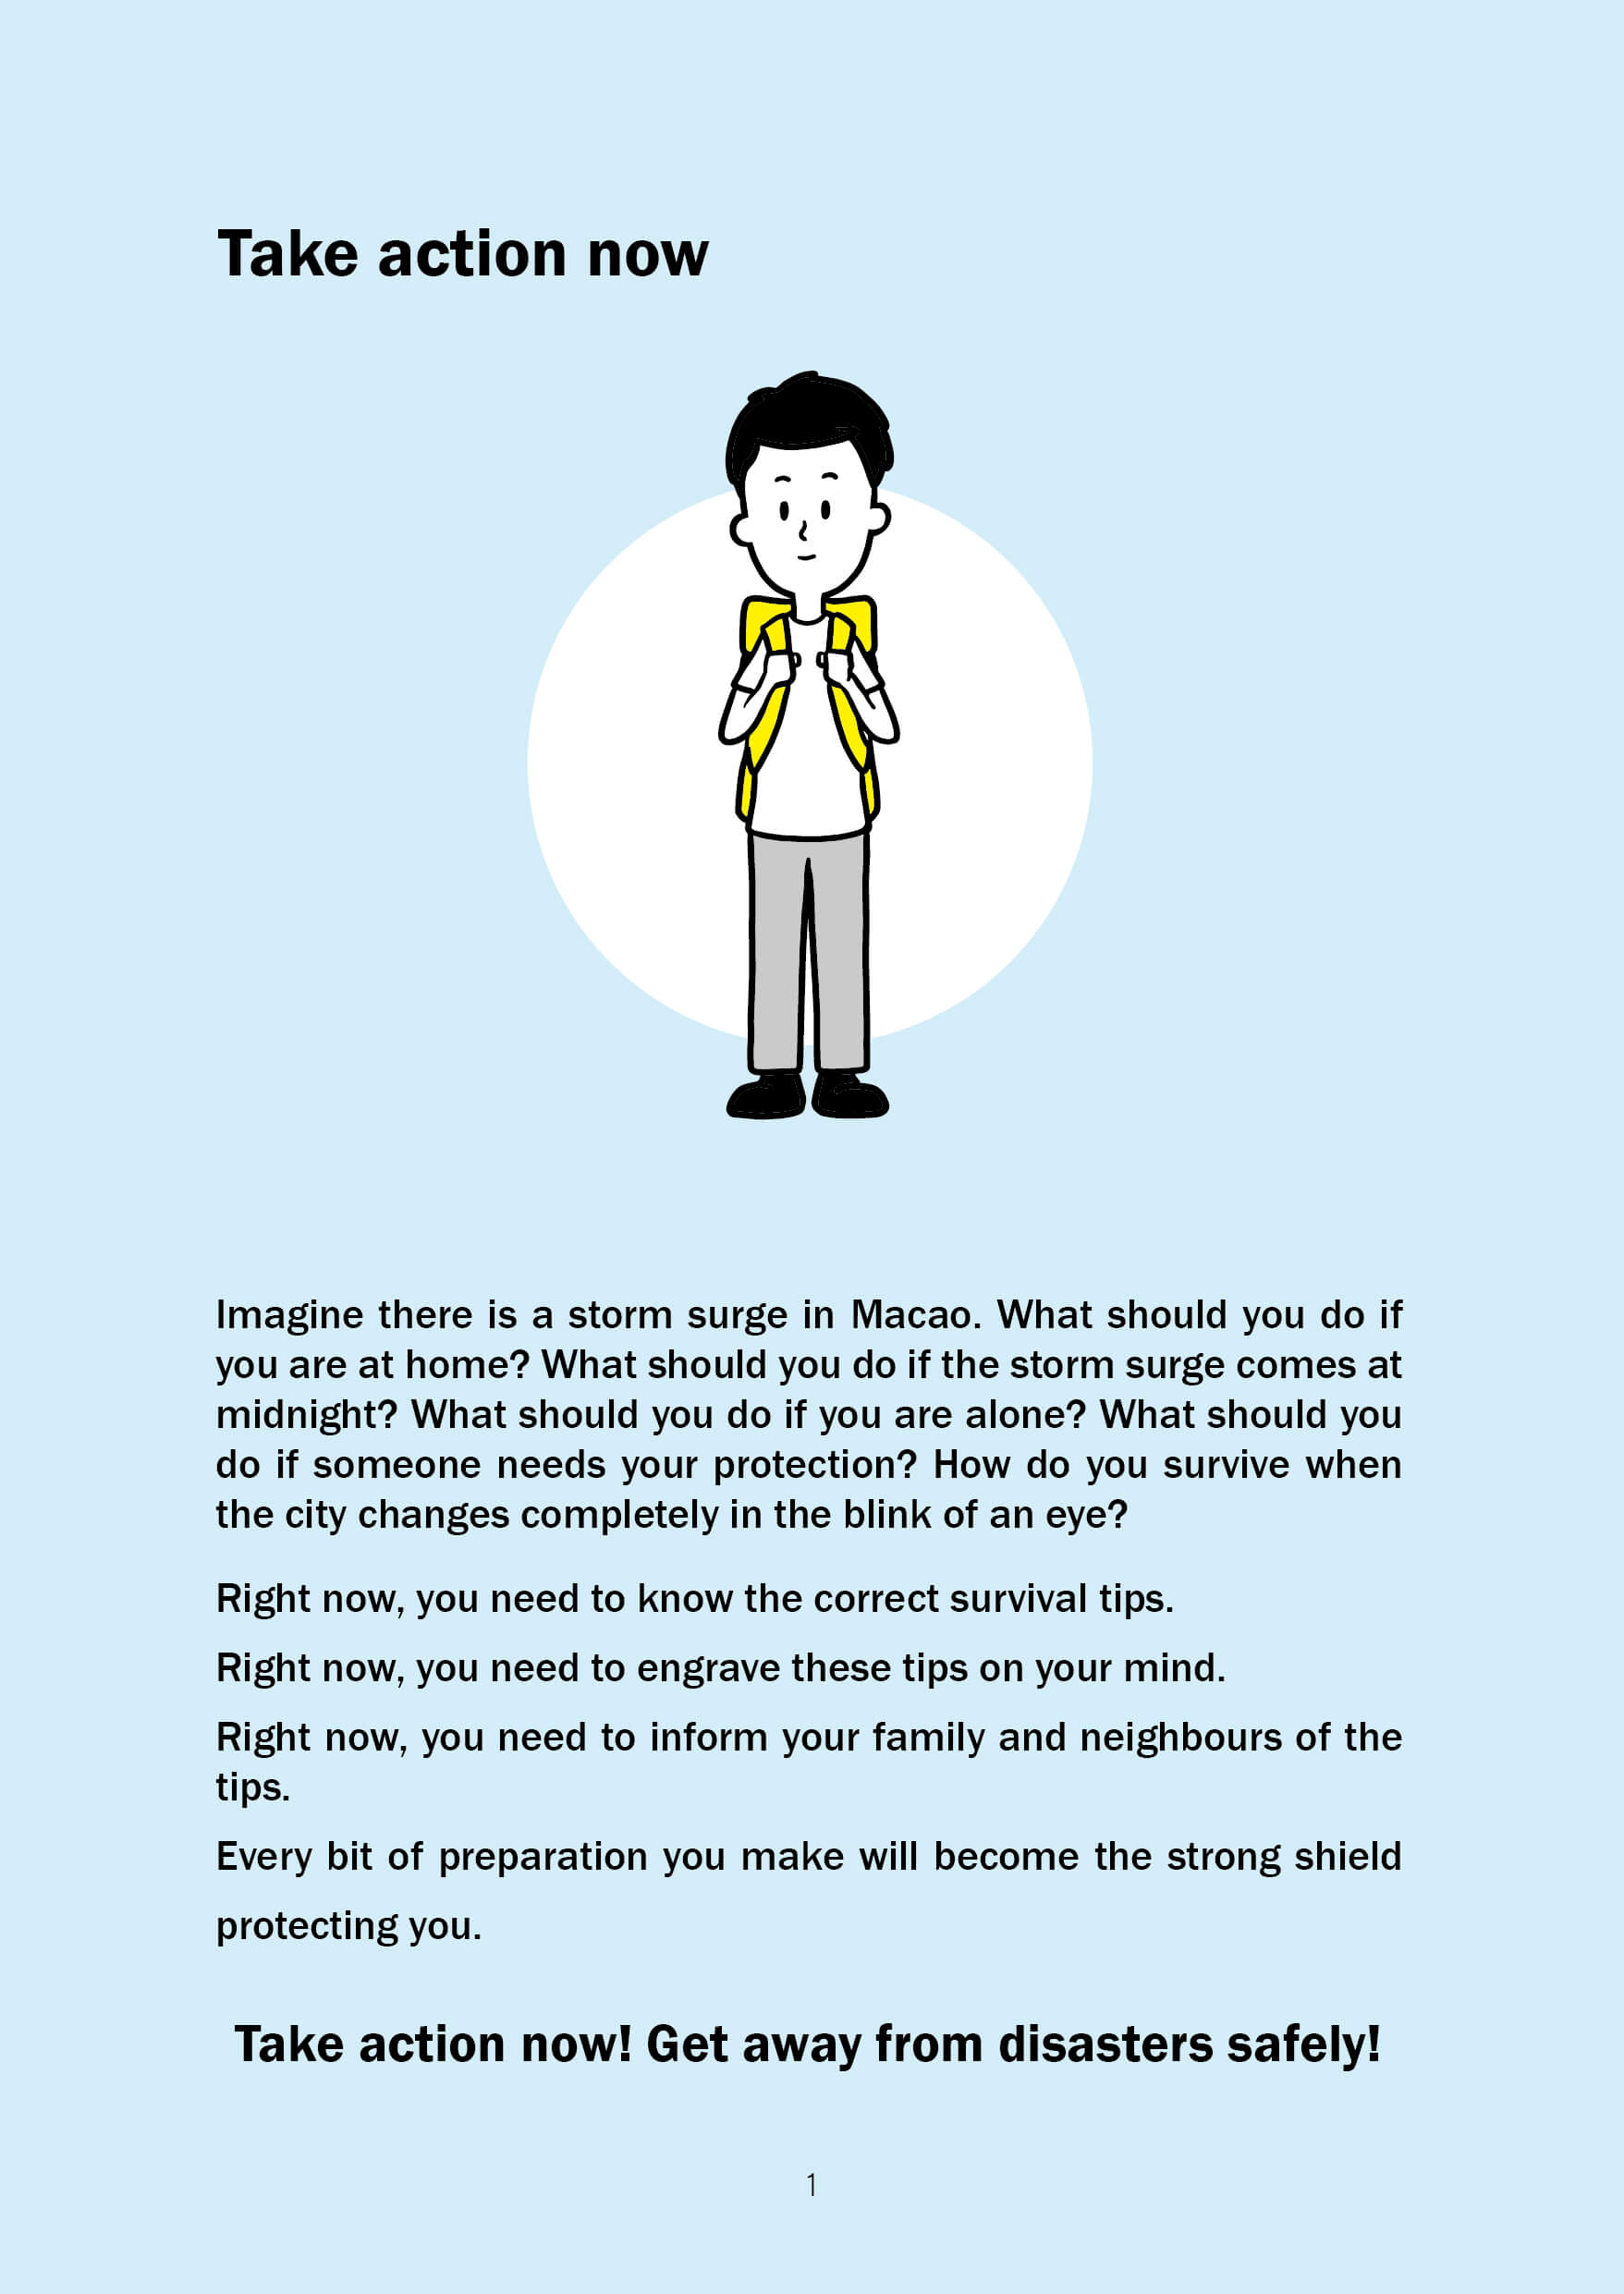 Take action now
Imagine there is a storm surge in Macao. What should you do if
you are at home? What should you do if the storm surge comes at
midnight? What should you do if you are alone? What should you
do if someone needs your protection? How do you survive when
the city changes completely in the blink of an eye?
Right now, you need to know the correct survival tips.
Right now, you need to engrave these tips on your mind.
Right now, you need to inform your family and neighbours of the
tips.
Every bit of preparation you make will become the strong shield
protecting you.
Take action now! Get away from disasters safely!
1